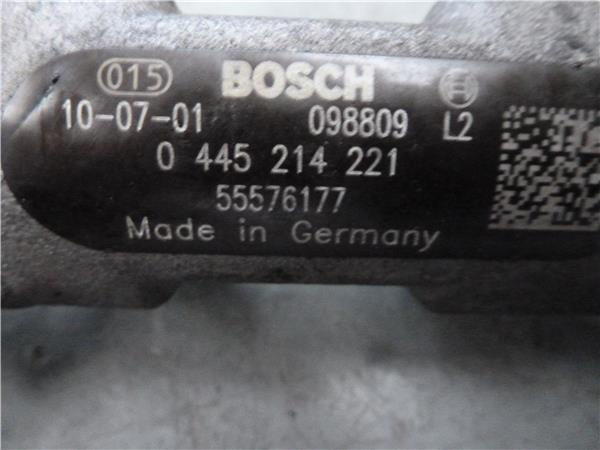 015 BOSCH
10-07-01 098809 L2
0 445 214 221
55576177
Made in Germany